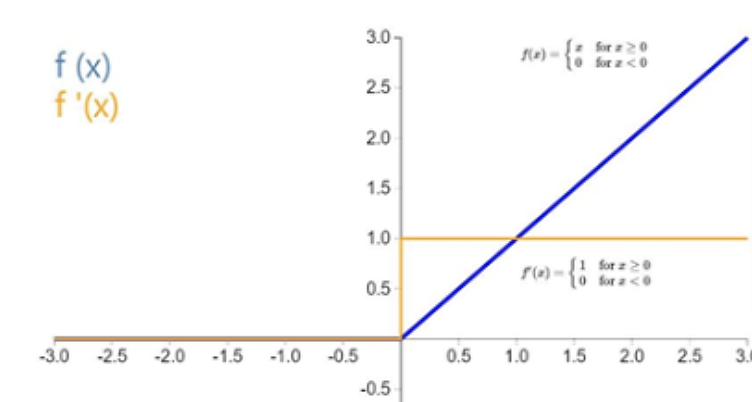 f (x)
f '(x)
3.0
f(x) = { x for x ≥ 0
0 for x < 0
2.5
2.0
1.5
1.0
f'(x) = { 1 for x ≥ 0
0 for x < 0
0.5
-3.0 -2.5 -2.0 -1.5 -1.0 -0.5 0.5 1.0 1.5 2.0 2.5
-0.5